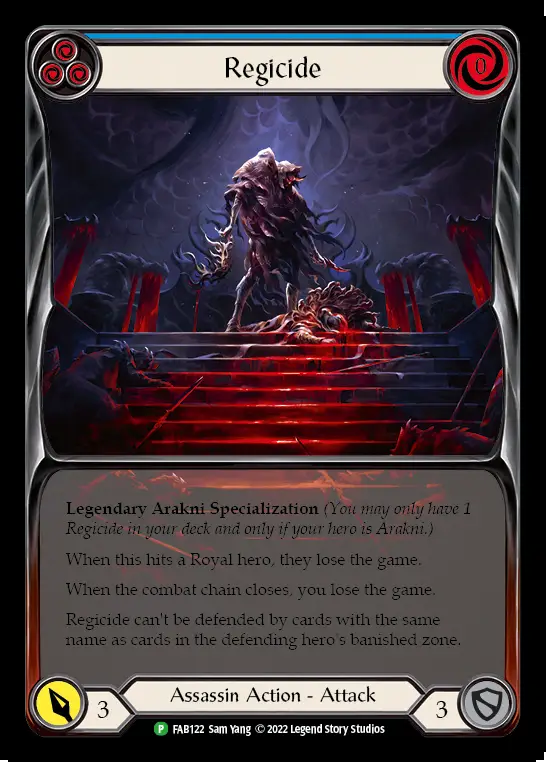 Regicide
0
Legendary Arakni Specialization (You may only have 1
Regicide in your deck and only if your hero is Arakni.)
When this hits a Royal hero, they lose the game.
When the combat chain closes, you lose the game.
Regicide can't be defended by cards with the same
name as cards in the defending hero's banished zone.
3
Assassin Action - Attack
3
P FAB122 Sam Yang © 2022 Legend Story Studios